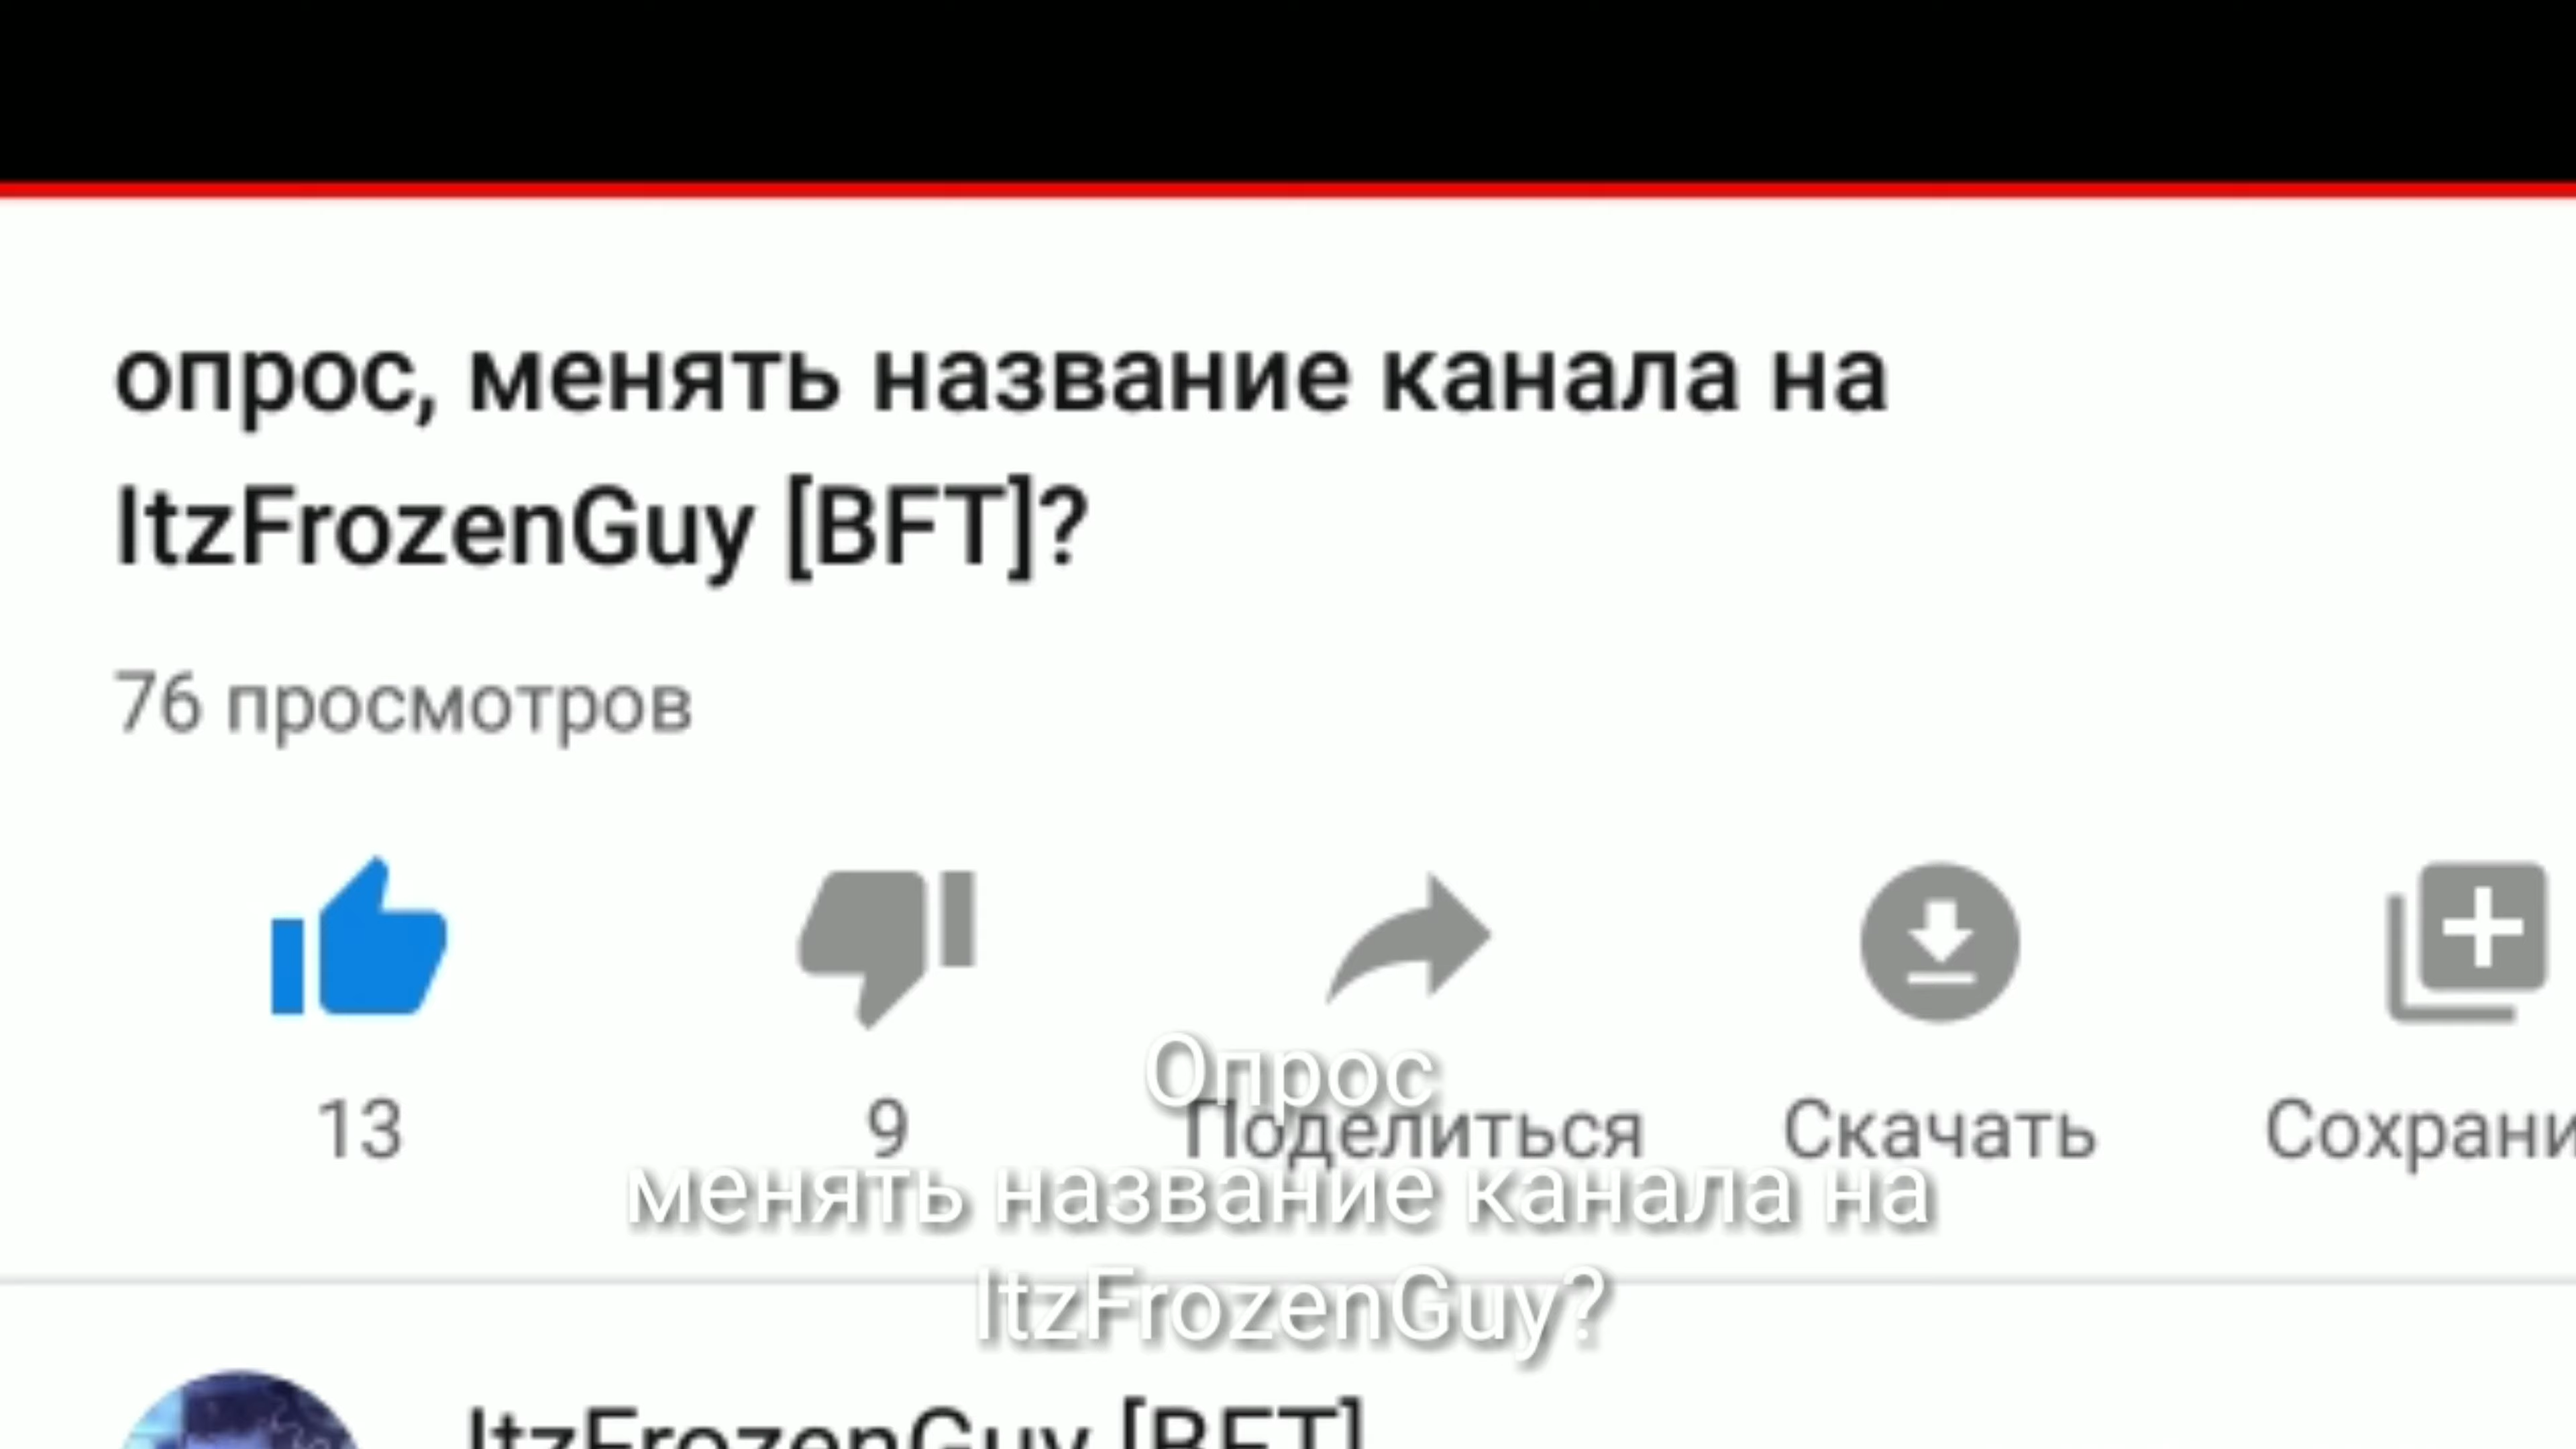 опрос, менять название канала на
ItzFrozenGuy [BFT]?
76 просмотров
13
9
Поделиться
Скачать
Сохрани
Опрос
менять название канала на
ItzFrozenGuy?
ItzFrozenGuy [BFT]